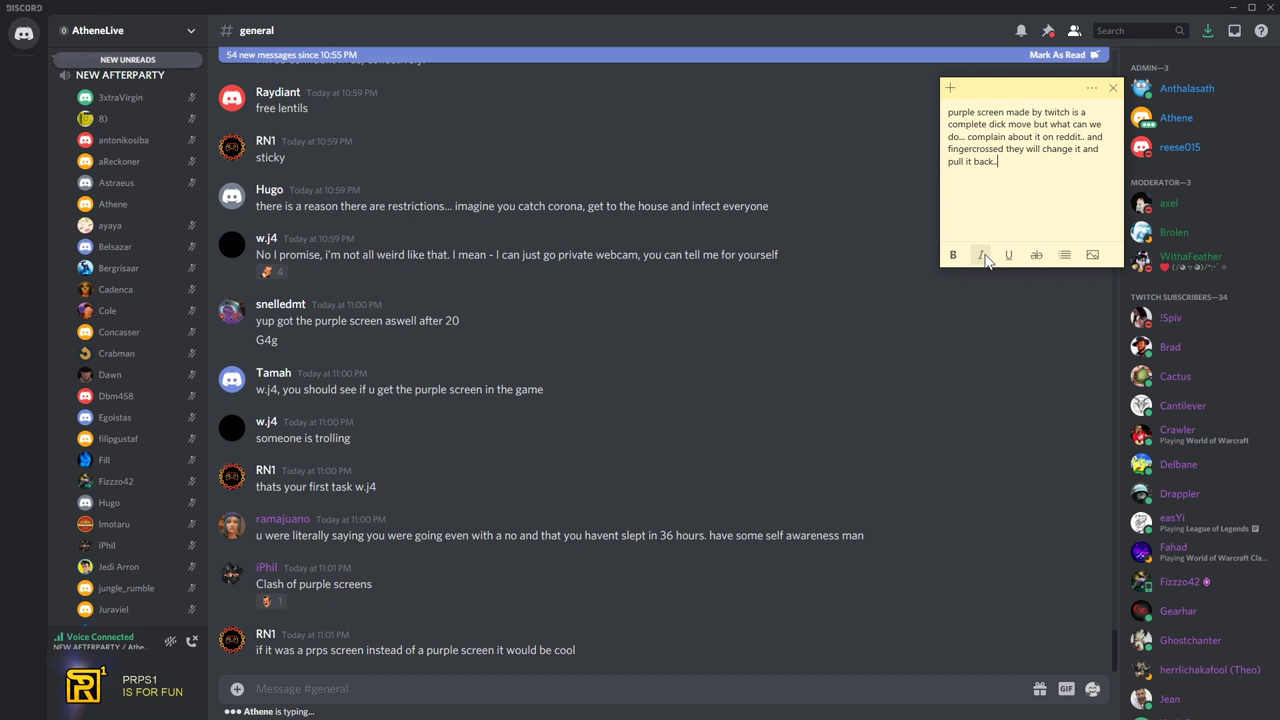 DISCORD
AtheneLive
# general
Search
NEW UNREADS
NEW AFTERPARTY
3xtraVirgin
8)
antonikosiba
aReckoner
Astraeus
Athene
ayaya
Belsazar
Bergrisaar
Cadenca
Cole
Concasser
Crabman
Dawn
Dbm458
Egoistas
filipgustaf
Fill
Fizzzo42
Hugo
Imotaru
iPhil
Jedi Arron
jungle_rumble
Juraviel
Voice Connected
NEW AFTERPARTY / Athe...
PRPS1
IS FOR FUN
54 new messages since 10:55 PM
Mark As Read
Raydiant Today at 10:59 PM
free lentils
RN1 Today at 10:59 PM
sticky
Hugo Today at 10:59 PM
there is a reason there are restrictions... imagine you catch corona, get to the house and infect everyone
w.j4 Today at 10:59 PM
No I promise, i'm not all weird like that. I mean - I can just go private webcam, you can tell me for yourself
4
snelledmt Today at 11:00 PM
yup got the purple screen aswell after 20
G4g
Tamah Today at 11:00 PM
w.j4, you should see if u get the purple screen in the game
w.j4 Today at 11:00 PM
someone is trolling
RN1 Today at 11:00 PM
thats your first task w.j4
ramajuano Today at 11:00 PM
u were literally saying you were going even with a no and that you havent slept in 36 hours. have some self awareness man
iPhil Today at 11:01 PM
Clash of purple screens
1
RN1 Today at 11:01 PM
if it was a prps screen instead of a purple screen it would be cool
Message #general
GIF
Athene is typing...
purple screen made by twitch is a
complete dick move but what can we
do... complain about it on reddit.. and
fingercrossed they will change it and
pull it back..
B I U ab
ADMIN—3
Anthalasath
Athene
reese015
MODERATOR—3
axel
Brolen
WithaFeather
TWITCH SUBSCRIBERS—34
!Spiv
Brad
Cactus
Cantilever
Crawler
Playing World of Warcraft
Delbane
Drappler
easYi
Playing League of Legends
Fahad
Playing World of Warcraft Cla...
Fizzzo42
Gearhar
Ghostchanter
herrlichakafool (Theo)
Jean